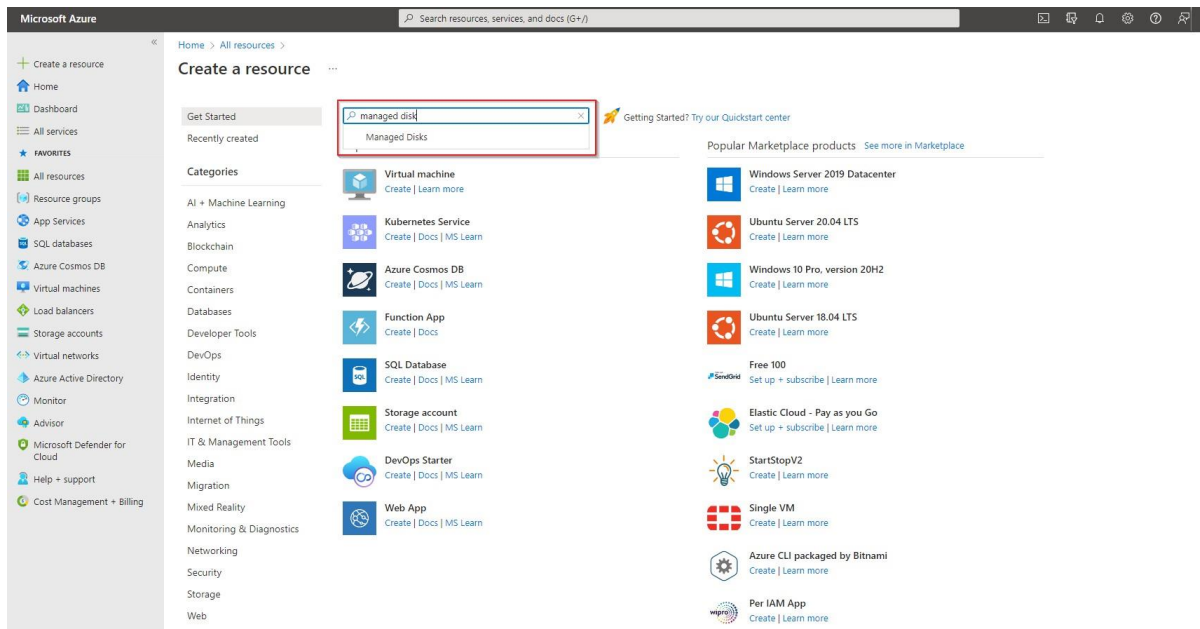 Microsoft Azure
Search resources, services, and docs (G+/)
«
Create a resource
Home
Dashboard
All services
FAVORITES
All resources
Resource groups
App Services
SQL databases
Azure Cosmos DB
Virtual machines
Load balancers
Storage accounts
Virtual networks
Azure Active Directory
Monitor
Advisor
Microsoft Defender for
Cloud
Help + support
Cost Management + Billing
Home > All resources >
Create a resource ...
Get Started
Recently created
Categories
AI + Machine Learning
Analytics
Blockchain
Compute
Containers
Databases
Developer Tools
DevOps
Identity
Integration
Internet of Things
IT & Management Tools
Media
Migration
Mixed Reality
Monitoring & Diagnostics
Networking
Security
Storage
Web
managed disk
Managed Disks
Getting Started? Try our Quickstart center
Virtual machine
Create | Learn more
Kubernetes Service
Create | Docs | MS Learn
Azure Cosmos DB
Create | Docs | MS Learn
Function App
Create | Docs
SQL
SQL Database
Create | Docs | MS Learn
Storage account
Create | Docs | MS Learn
DevOps Starter
Create | Docs | MS Learn
Web App
Create | Docs | MS Learn
Popular Marketplace products See more in Marketplace
Windows Server 2019 Datacenter
Create | Learn more
Ubuntu Server 20.04 LTS
Create | Learn more
Windows 10 Pro, version 20H2
Create | Learn more
Ubuntu Server 18.04 LTS
Create | Learn more
SendGrid
Free 100
Set up + subscribe | Learn more
Elastic Cloud - Pay as you Go
Set up + subscribe | Learn more
StartStopV2
Create | Learn more
Single VM
Create | Learn more
Azure CLI packaged by Bitnami
Create | Learn more
wipro
Per IAM App
Create | Learn more